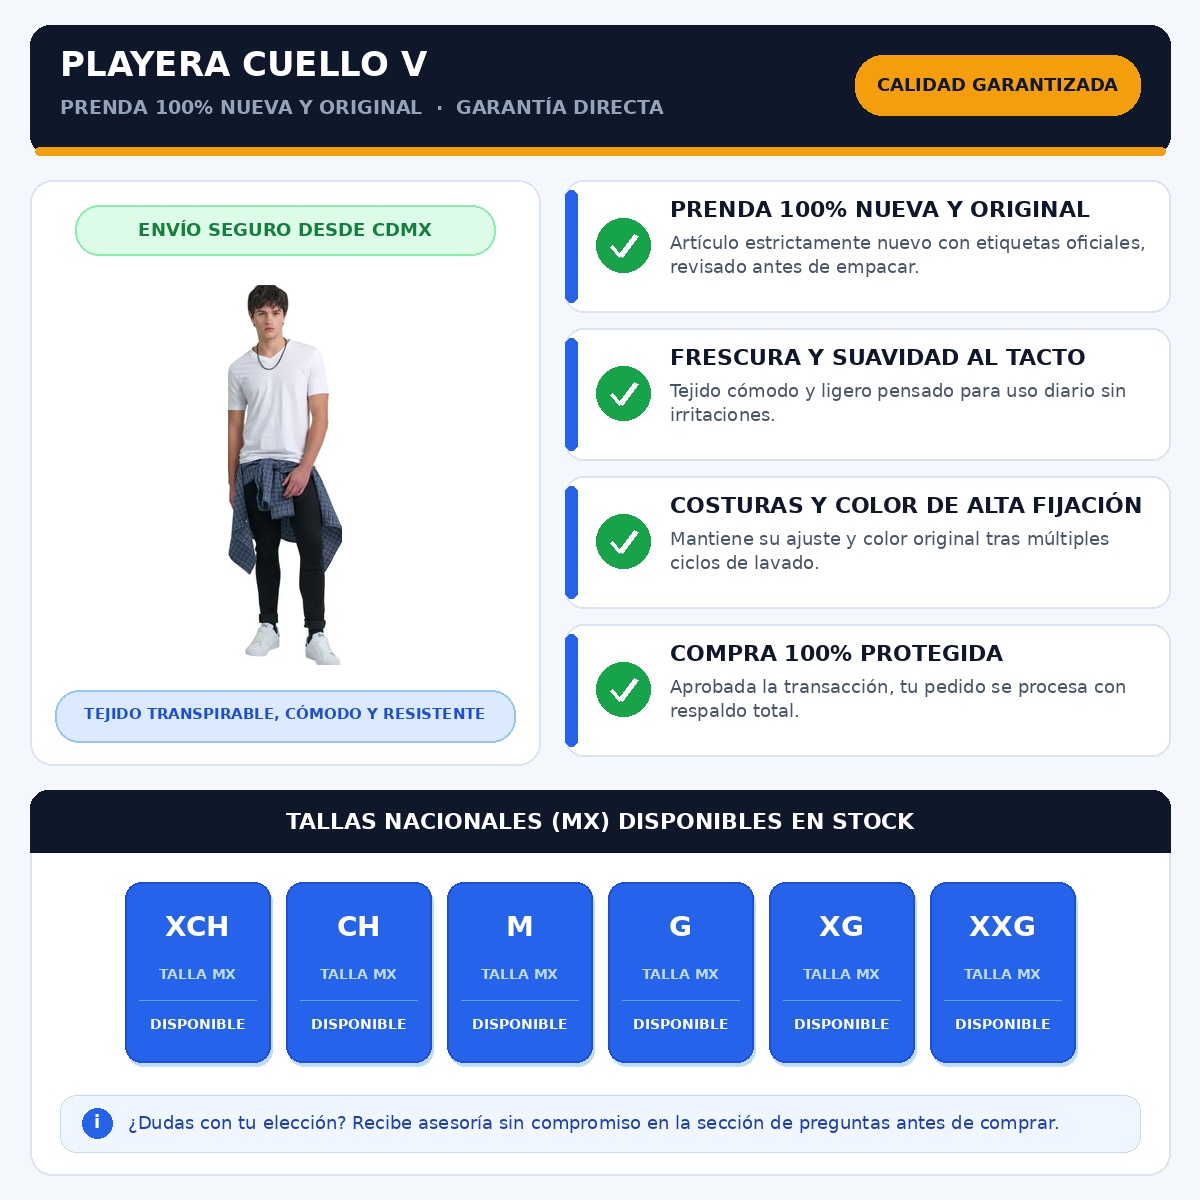 PLAYERA CUELLO V
PRENDA 100% NUEVA Y ORIGINAL · GARANTÍA DIRECTA
CALIDAD GARANTIZADA
ENVÍO SEGURO DESDE CDMX
TEJIDO TRANSPIRABLE, CÓMODO Y RESISTENTE
PRENDA 100% NUEVA Y ORIGINAL
Artículo estrictamente nuevo con etiquetas oficiales,
revisado antes de empacar.
FRESCURA Y SUAVIDAD AL TACTO
Tejido cómodo y ligero pensado para uso diario sin
irritaciones.
COSTURAS Y COLOR DE ALTA FIJACIÓN
Mantiene su ajuste y color original tras múltiples
ciclos de lavado.
COMPRA 100% PROTEGIDA
Aprobada la transacción, tu pedido se procesa con
respaldo total.
TALLAS NACIONALES (MX) DISPONIBLES EN STOCK
XCH
TALLA MX
DISPONIBLE
CH
TALLA MX
DISPONIBLE
M
TALLA MX
DISPONIBLE
G
TALLA MX
DISPONIBLE
XG
TALLA MX
DISPONIBLE
XXG
TALLA MX
DISPONIBLE
i
¿Dudas con tu elección? Recibe asesoría sin compromiso en la sección de preguntas antes de comprar.